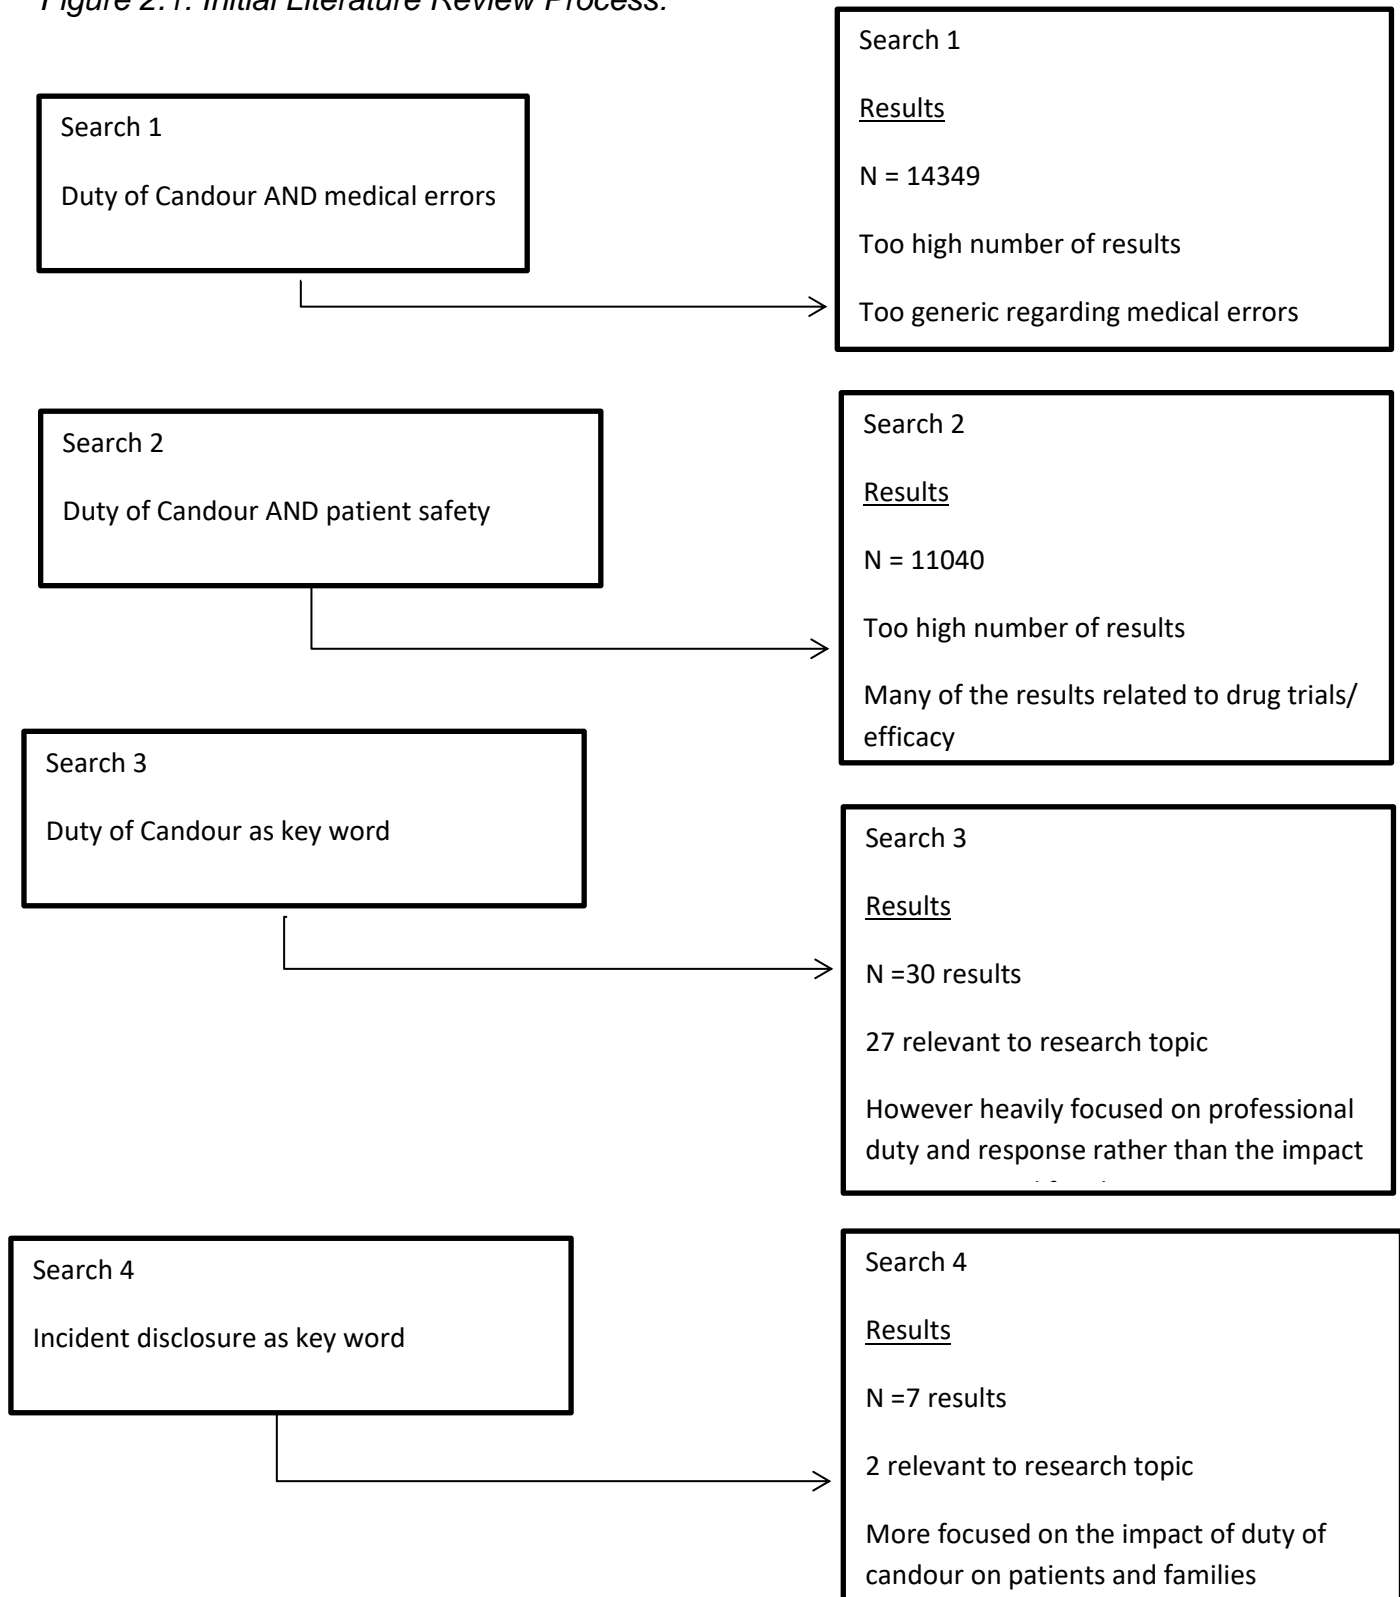 Figure 2.1: Initial Literature Review Process.
Search 1
Duty of Candour AND medical errors
Search 1
Results
N = 14349
Too high number of results
Too generic regarding medical errors
Search 2
Duty of Candour AND patient safety
Search 2
Results
N = 11040
Too high number of results
Many of the results related to drug trials/
efficacy
Search 3
Duty of Candour as key word
Search 3
Results
N =30 results
27 relevant to research topic
However heavily focused on professional
duty and response rather than the impact
Search 4
Incident disclosure as key word
Search 4
Results
N =7 results
2 relevant to research topic
More focused on the impact of duty of
candour on patients and families